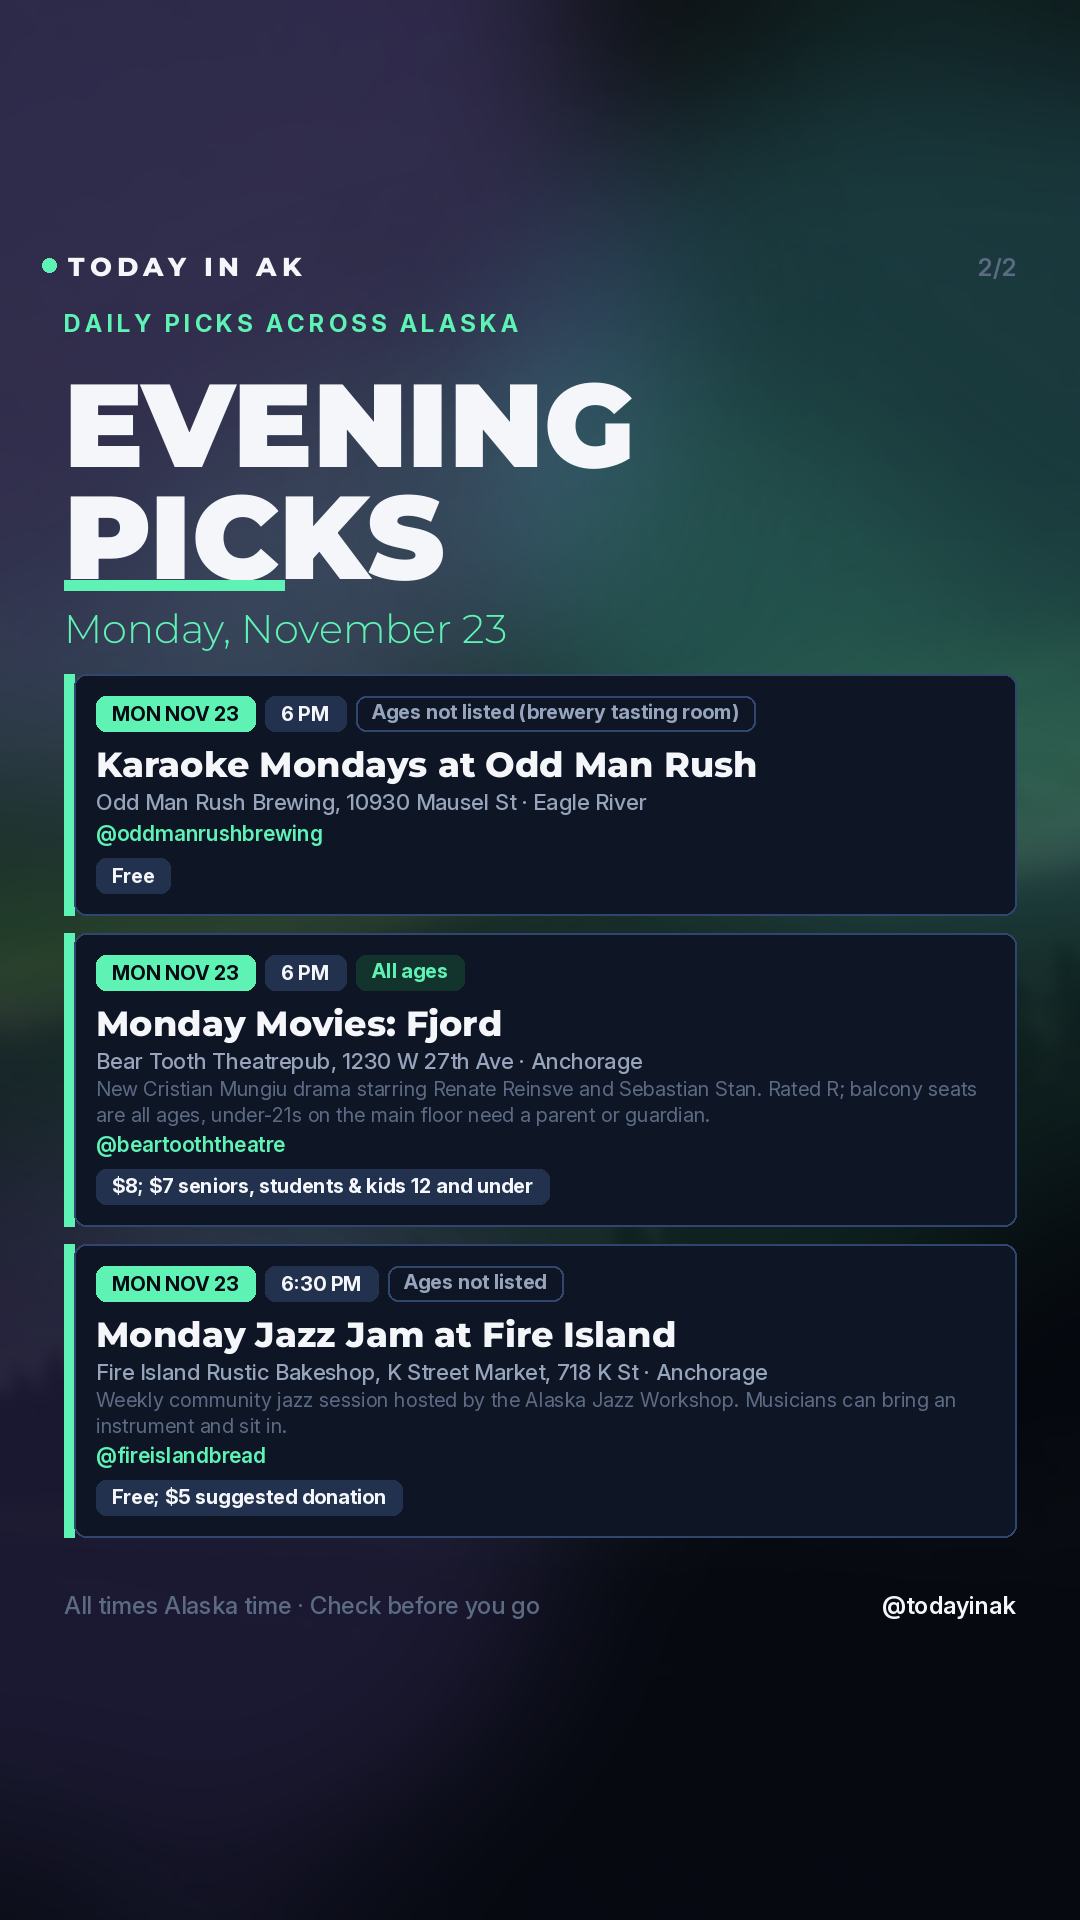 TODAY IN AK
2/2
DAILY PICKS ACROSS ALASKA
EVENING
PICKS
Monday, November 23
MON NOV 23 6 PM Ages not listed (brewery tasting room)
Karaoke Mondays at Odd Man Rush
Odd Man Rush Brewing, 10930 Mausel St · Eagle River
@oddmanrushbrewing
Free
MON NOV 23 6 PM All ages
Monday Movies: Fjord
Bear Tooth Theatrepub, 1230 W 27th Ave · Anchorage
New Cristian Mungiu drama starring Renate Reinsve and Sebastian Stan. Rated R; balcony seats
are all ages, under-21s on the main floor need a parent or guardian.
@beartooththeatre
$8; $7 seniors, students & kids 12 and under
MON NOV 23 6:30 PM Ages not listed
Monday Jazz Jam at Fire Island
Fire Island Rustic Bakeshop, K Street Market, 718 K St · Anchorage
Weekly community jazz session hosted by the Alaska Jazz Workshop. Musicians can bring an
instrument and sit in.
@fireislandbread
Free; $5 suggested donation
All times Alaska time · Check before you go
@todayinak